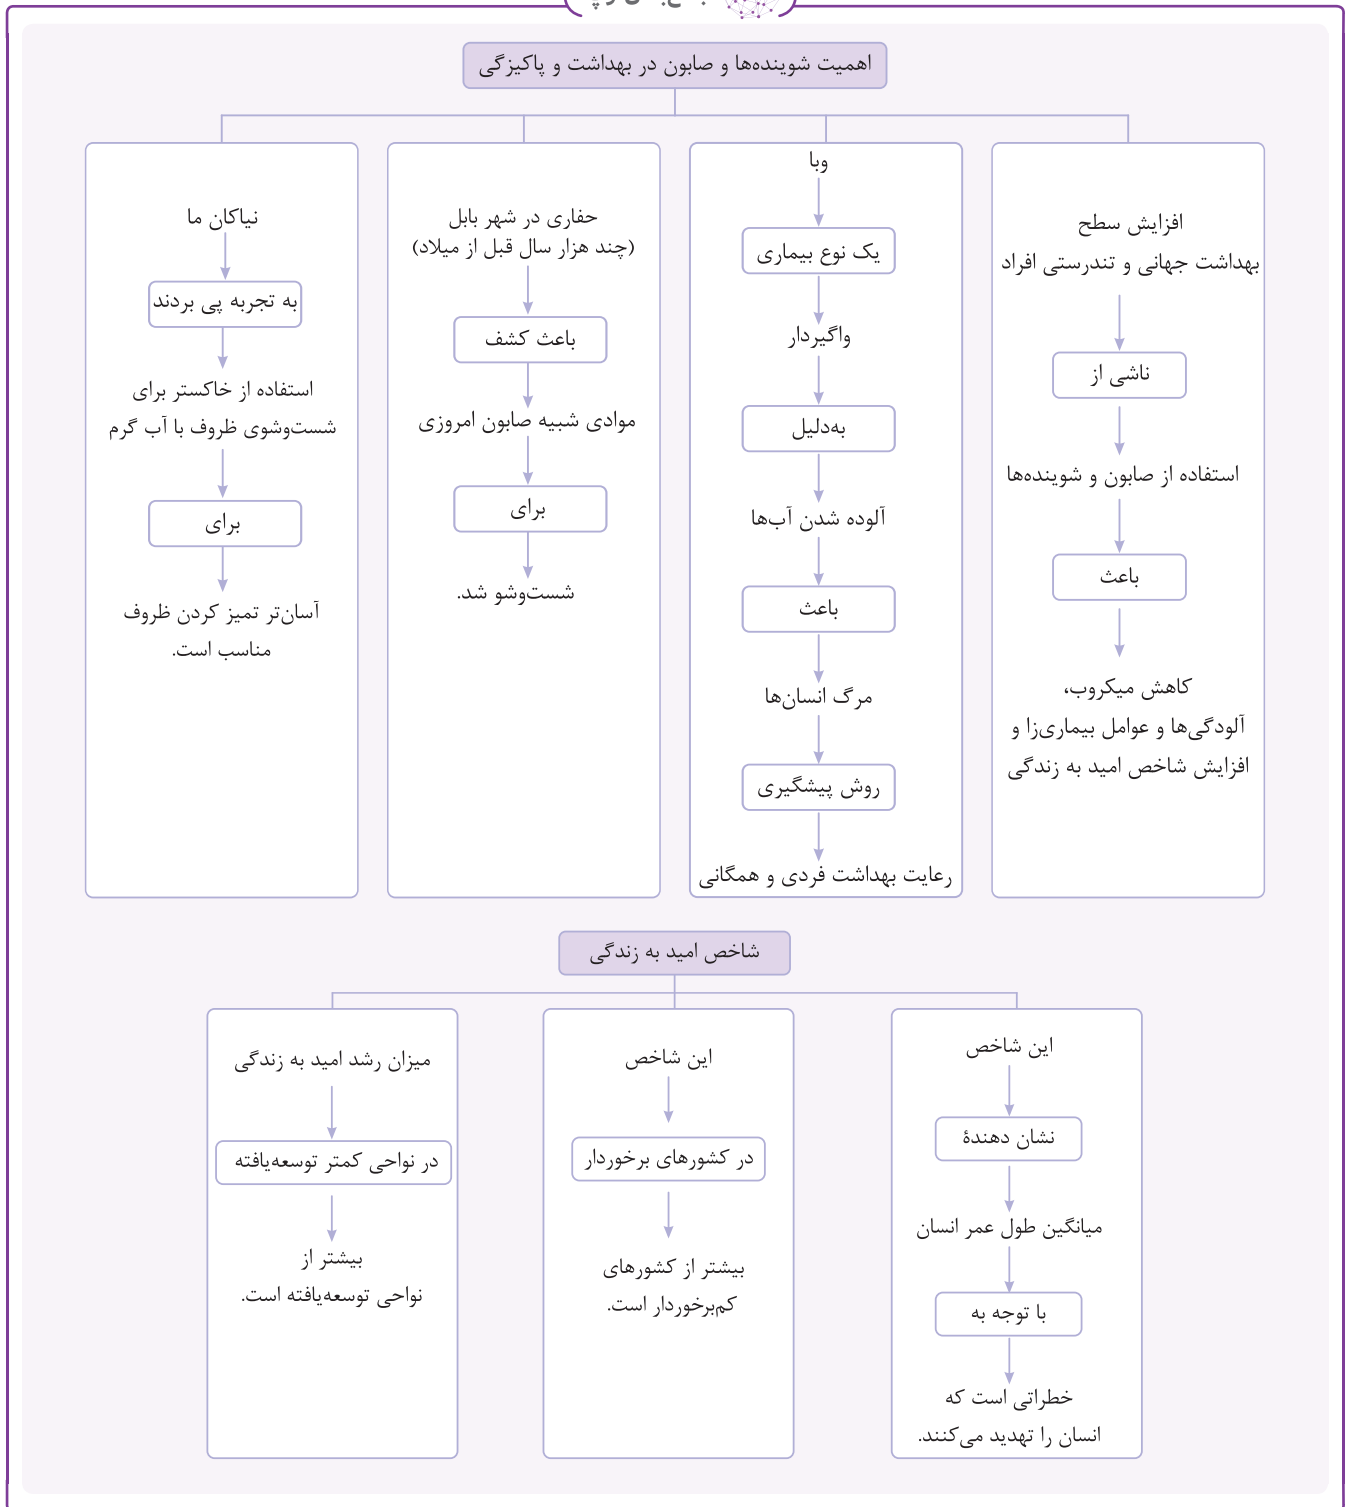 اهمیت شوینده‌ها و صابون در بهداشت و پاکیزگی
افزایش سطح
بهداشت جهانی و تندرستی افراد
ناشی از
استفاده از صابون و شوینده‌ها
باعث
کاهش میکروب،
آلودگی‌ها و عوامل بیماری‌زا و
افزایش شاخص امید به زندگی
وبا
یک نوع بیماری
واگیردار
به‌دلیل
آلوده شدن آب‌ها
باعث
مرگ انسان‌ها
روش پیشگیری
رعایت بهداشت فردی و همگانی
حفاری در شهر بابل
(چند هزار سال قبل از میلاد)
باعث کشف
موادی شبیه صابون امروزی
برای
شست‌وشو شد.
نیاکان ما
به تجربه پی بردند
استفاده از خاکستر برای
شست‌وشوی ظروف با آب گرم
برای
آسان‌تر تمیز کردن ظروف
مناسب است.
شاخص امید به زندگی
این شاخص
نشان دهندهٔ
میانگین طول عمر انسان
با توجه به
خطراتی است که
انسان را تهدید می‌کنند.
این شاخص
در کشورهای برخوردار
بیشتر از کشورهای
کم‌برخوردار است.
میزان رشد امید به زندگی
در نواحی کمتر توسعه‌یافته
بیشتر از
نواحی توسعه‌یافته است.